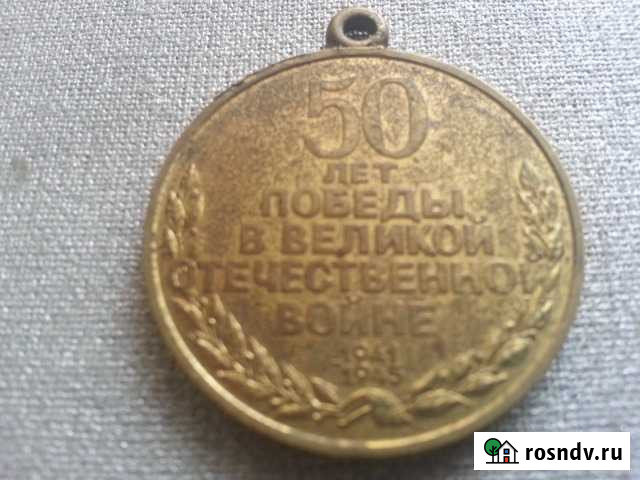 50
ЛЕТ
ПОБЕДЫ
В ВЕЛИКОЙ
ОТЕЧЕСТВЕННОЙ
ВОЙНЕ
1941
1945
rosndv.ru